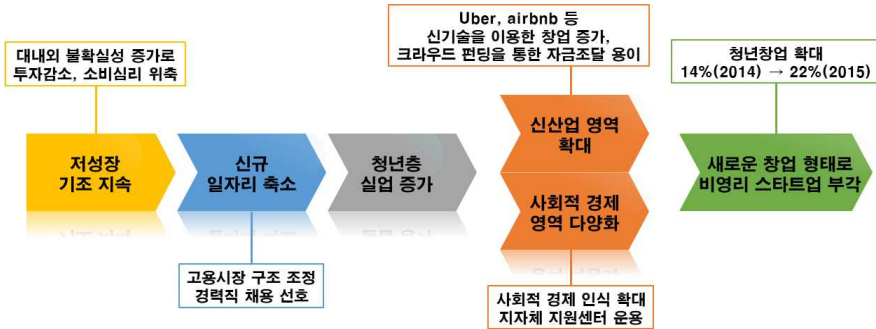 대내외 불확실성 증가로
투자감소, 소비심리 위축
Uber, airbnb 등
신기술을 이용한 창업 증가,
크라우드 펀딩을 통한 자금조달 용이
청년창업 확대
14%(2014) → 22%(2015)
저성장
기조 지속
신규
일자리 축소
청년층
실업 증가
신산업 영역
확대
사회적 경제
영역 다양화
새로운 창업 형태로
비영리 스타트업 부각
고용시장 구조 조정
경력직 채용 선호
사회적 경제 인식 확대
지자체 지원센터 운용